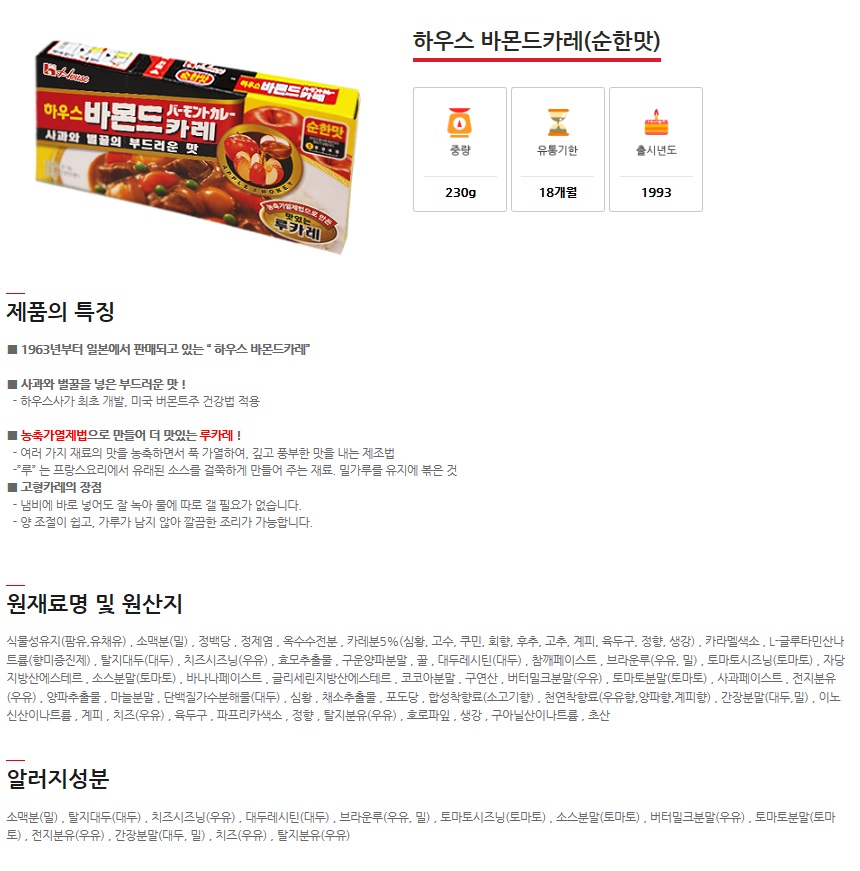 하우스 바몬드카레(순한맛)
House
순한맛
하우스 바몬드카레
하우스 바몬드 バーモントカレー
카레
사과와 벌꿀의 부드러운 맛
순한맛
APPLE & HONEY
농축가열제법으로 만든
맛있는
루카레
중량
유통기한
출시년도
230g
18개월
1993
제품의 특징
■ 1963년부터 일본에서 판매되고 있는 “ 하우스 바몬드카레”
■ 사과와 벌꿀을 넣은 부드러운 맛 !
- 하우스사가 최초 개발, 미국 버몬트주 건강법 적용
■ 농축가열제법으로 만들어 더 맛있는 루카레 !
- 여러 가지 재료의 맛을 농축하면서 푹 가열하여, 깊고 풍부한 맛을 내는 제조법
-”루” 는 프랑스요리에서 유래된 소스를 걸쭉하게 만들어 주는 재료. 밀가루를 유지에 볶은 것
■ 고형카레의 장점
- 냄비에 바로 넣어도 잘 녹아 물에 따로 갤 필요가 없습니다.
- 양 조절이 쉽고, 가루가 남지 않아 깔끔한 조리가 가능합니다.
원재료명 및 원산지
식물성유지(팜유,유채유) , 소맥분(밀) , 정백당 , 정제염 , 옥수수전분 , 카레분5%(심황, 고수, 쿠민, 회향, 후추, 고추, 계피, 육두구, 정향, 생강) , 카라멜색소 , L-글루타민산나
트륨(향미증진제) , 탈지대두(대두) , 치즈시즈닝(우유) , 효모추출물 , 구운양파분말 , 꿀 , 대두레시틴(대두) , 참깨페이스트 , 브라운루(우유, 밀) , 토마토시즈닝(토마토) , 자당
지방산에스테르 , 소스분말(토마토) , 바나나페이스트 , 글리세린지방산에스테르 , 코코아분말 , 구연산 , 버터밀크분말(우유) , 토마토분말(토마토) , 사과페이스트 , 전지분유
(우유) , 양파추출물 , 마늘분말 , 단백질가수분해물(대두) , 심황 , 채소추출물 , 포도당 , 합성착향료(소고기향) , 천연착향료(우유향,양파향,계피향) , 간장분말(대두,밀) , 이노
신산이나트륨 , 계피 , 치즈(우유) , 육두구 , 파프리카색소 , 정향 , 탈지분유(우유) , 호로파잎 , 생강 , 구아닐산이나트륨 , 초산
알러지성분
소맥분(밀) , 탈지대두(대두) , 치즈시즈닝(우유) , 대두레시틴(대두) , 브라운루(우유, 밀) , 토마토시즈닝(토마토) , 소스분말(토마토) , 버터밀크분말(우유) , 토마토분말(토마
토) , 전지분유(우유) , 간장분말(대두, 밀) , 치즈(우유) , 탈지분유(우유)